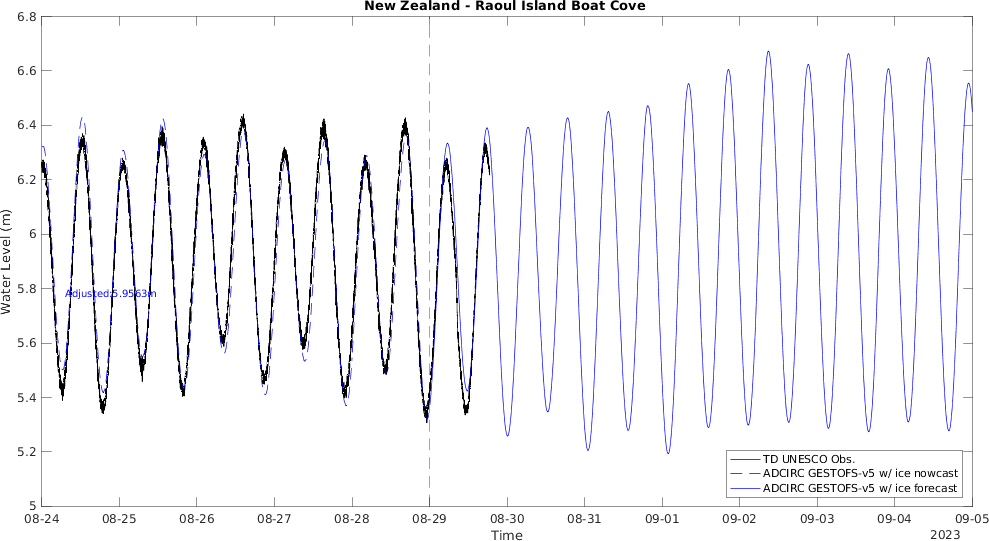 New Zealand - Raoul Island Boat Cove
6.8
6.6
6.4
6.2
6
5.8
5.6
5.4
5.2
5
Water Level (m)
Adjusted:5.9563m
TD UNESCO Obs.
ADCIRC GESTOFS-v5 w/ ice nowcast
ADCIRC GESTOFS-v5 w/ ice forecast
08-24 08-25 08-26 08-27 08-28 08-29 08-30 08-31 09-01 09-02 09-03 09-04 09-05
Time
2023